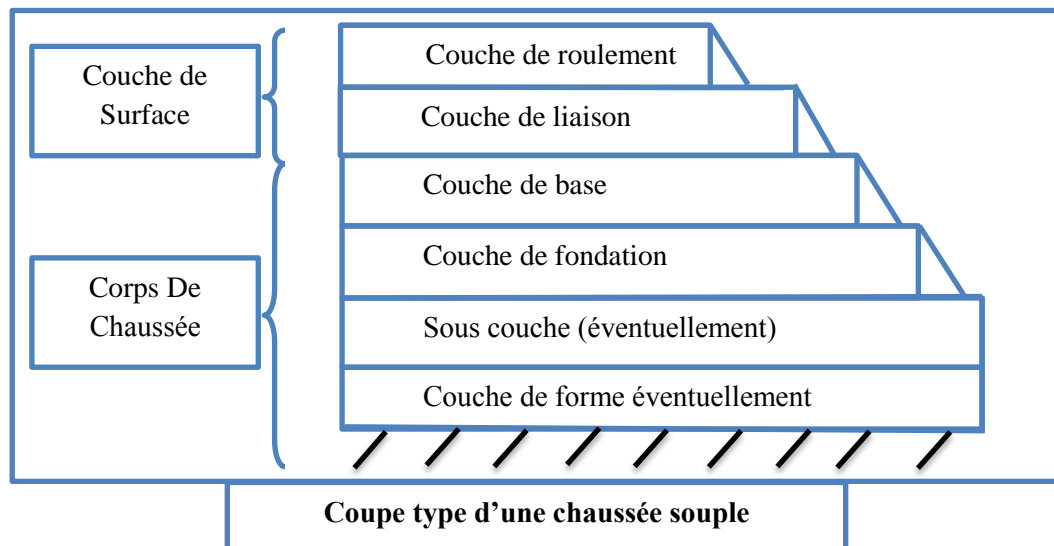 Couche de
Surface
Couche de roulement
Couche de liaison
Couche de base
Couche de fondation
Corps De
Chaussée
Sous couche (éventuellement)
Couche de forme éventuellement
Coupe type d’une chaussée souple